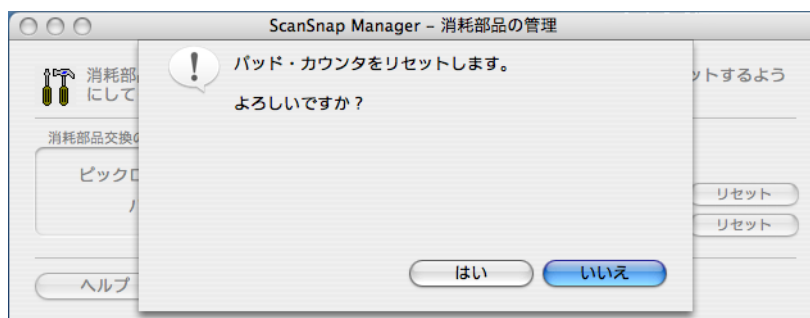 ScanSnap Manager – 消耗部品の管理
パッド・カウンタをリセットします。
よろしいですか？
消耗部
ットするよう
にして
消耗部品交換の
ピックロ
リセット
リセット
ヘルプ
はい
いいえ